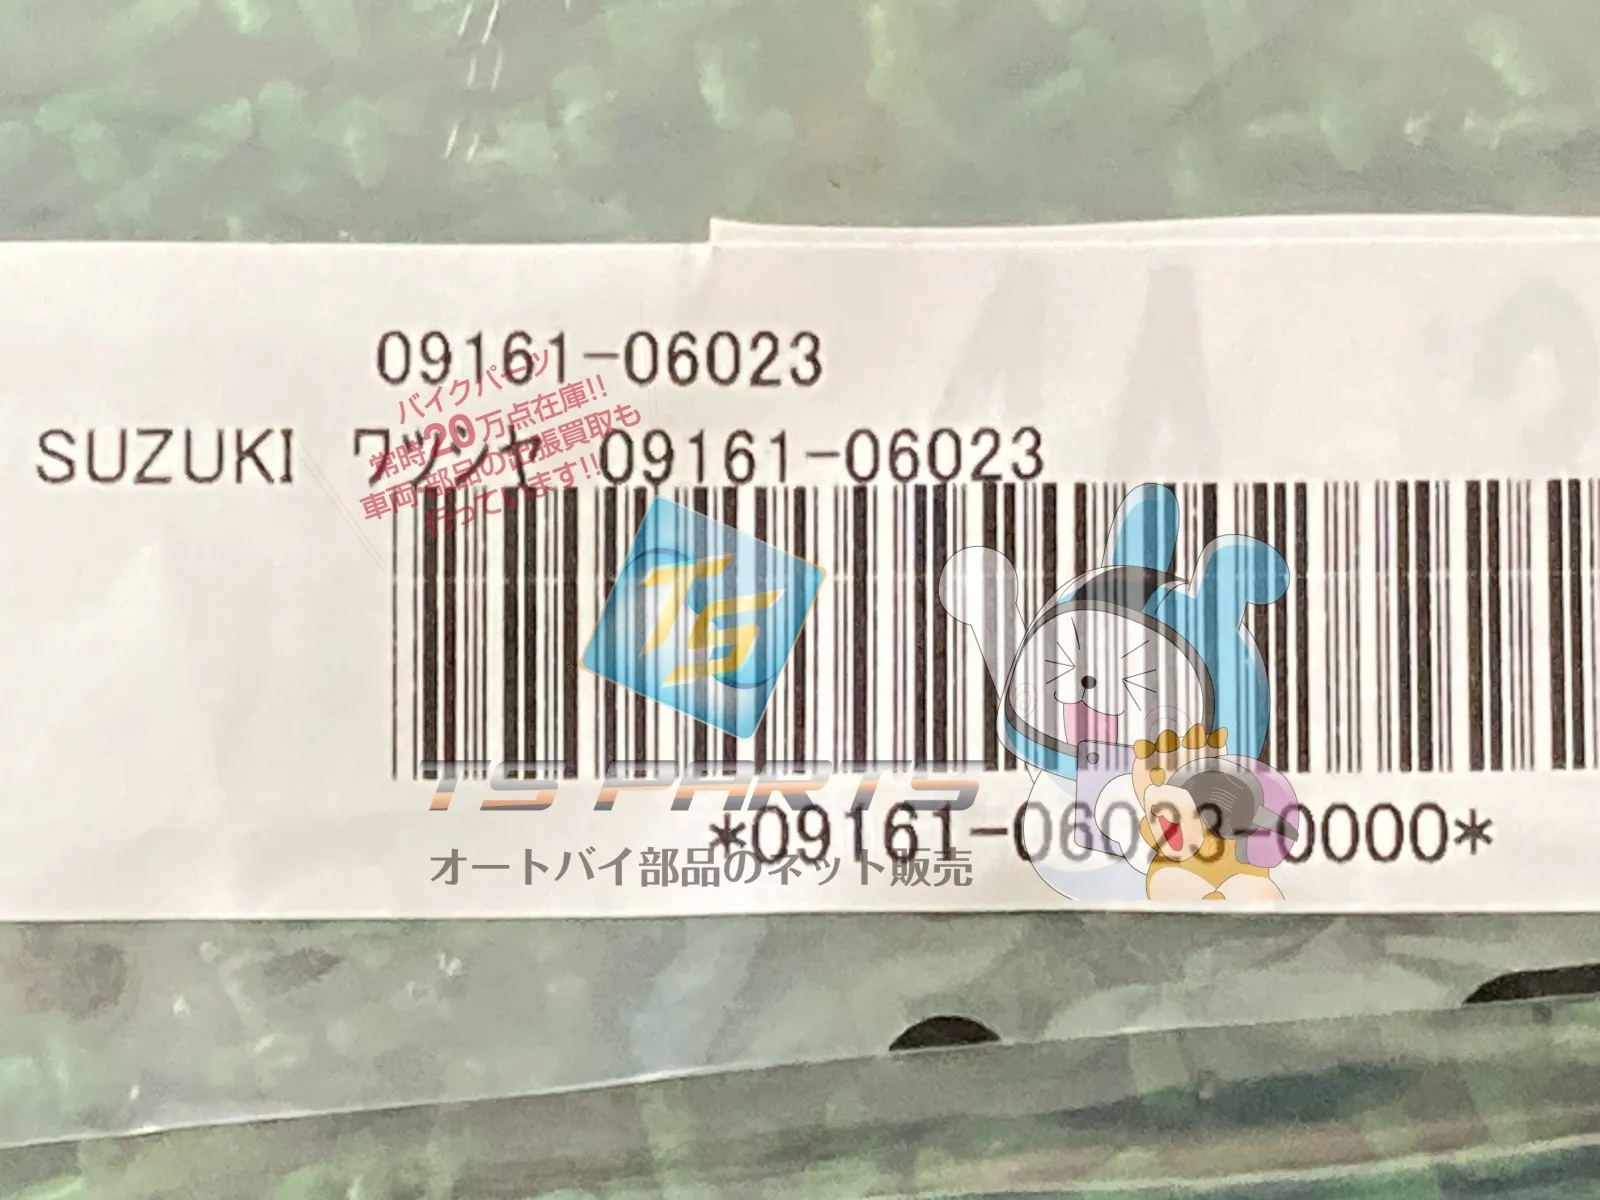 09161-06023
SUZUKI ワツシヤ 09161-06023
バイクパーツ
常時20万点在庫!!
車両・部品の出張買取も
行っています!!
TS
TS PARTS
*09161-06023-0000*
オートバイ部品のネット販売